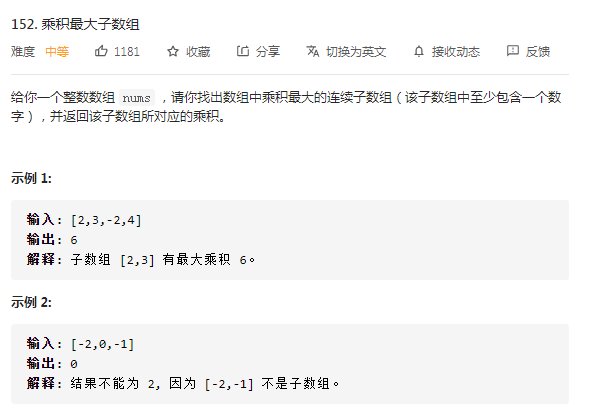 152. 乘积最大子数组
难度 中等 1181 收藏 分享 切换为英文 接收动态 反馈
给你一个整数数组 nums ，请你找出数组中乘积最大的连续子数组（该子数组中至少包含一个数
字），并返回该子数组所对应的乘积。
示例 1:
输入: [2,3,-2,4]
输出: 6
解释: 子数组 [2,3] 有最大乘积 6。
示例 2:
输入: [-2,0,-1]
输出: 0
解释: 结果不能为 2, 因为 [-2,-1] 不是子数组。